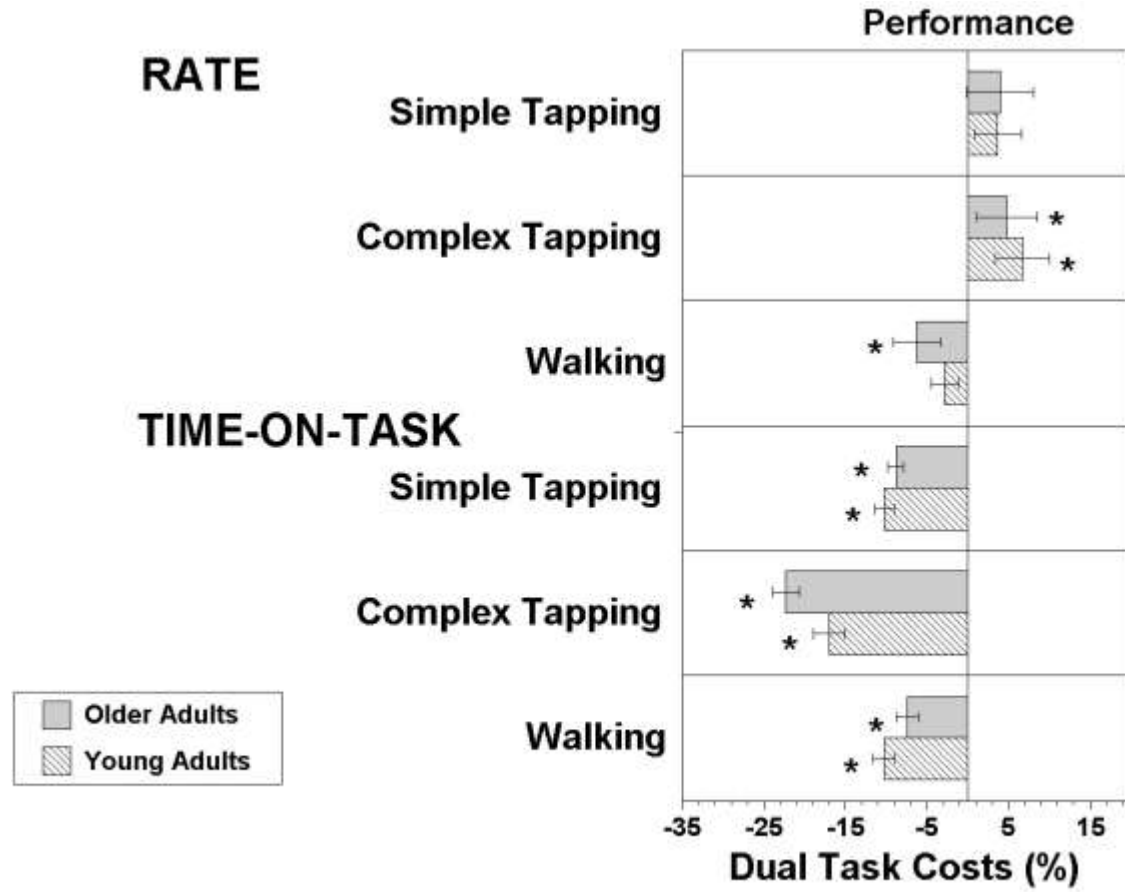 Performance
RATE
Simple Tapping
*
Complex Tapping
*
*
Walking
TIME-ON-TASK
*
Simple Tapping
*
*
Complex Tapping
*
*
Walking
*
Older Adults
Young Adults
-35 -25 -15 -5 5 15
Dual Task Costs (%)